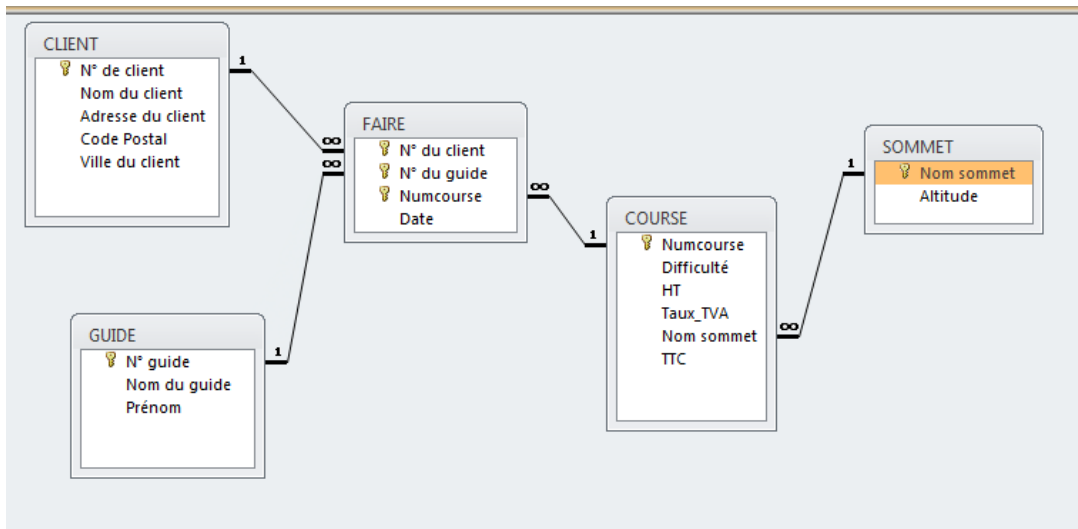 CLIENT
N° de client
Nom du client
Adresse du client
Code Postal
Ville du client
1
∞
∞
FAIRE
N° du client
N° du guide
Numcourse
Date
∞
1
GUIDE
N° guide
Nom du guide
Prénom
1
COURSE
Numcourse
Difficulté
HT
Taux_TVA
Nom sommet
TTC
∞
1
SOMMET
Nom sommet
Altitude